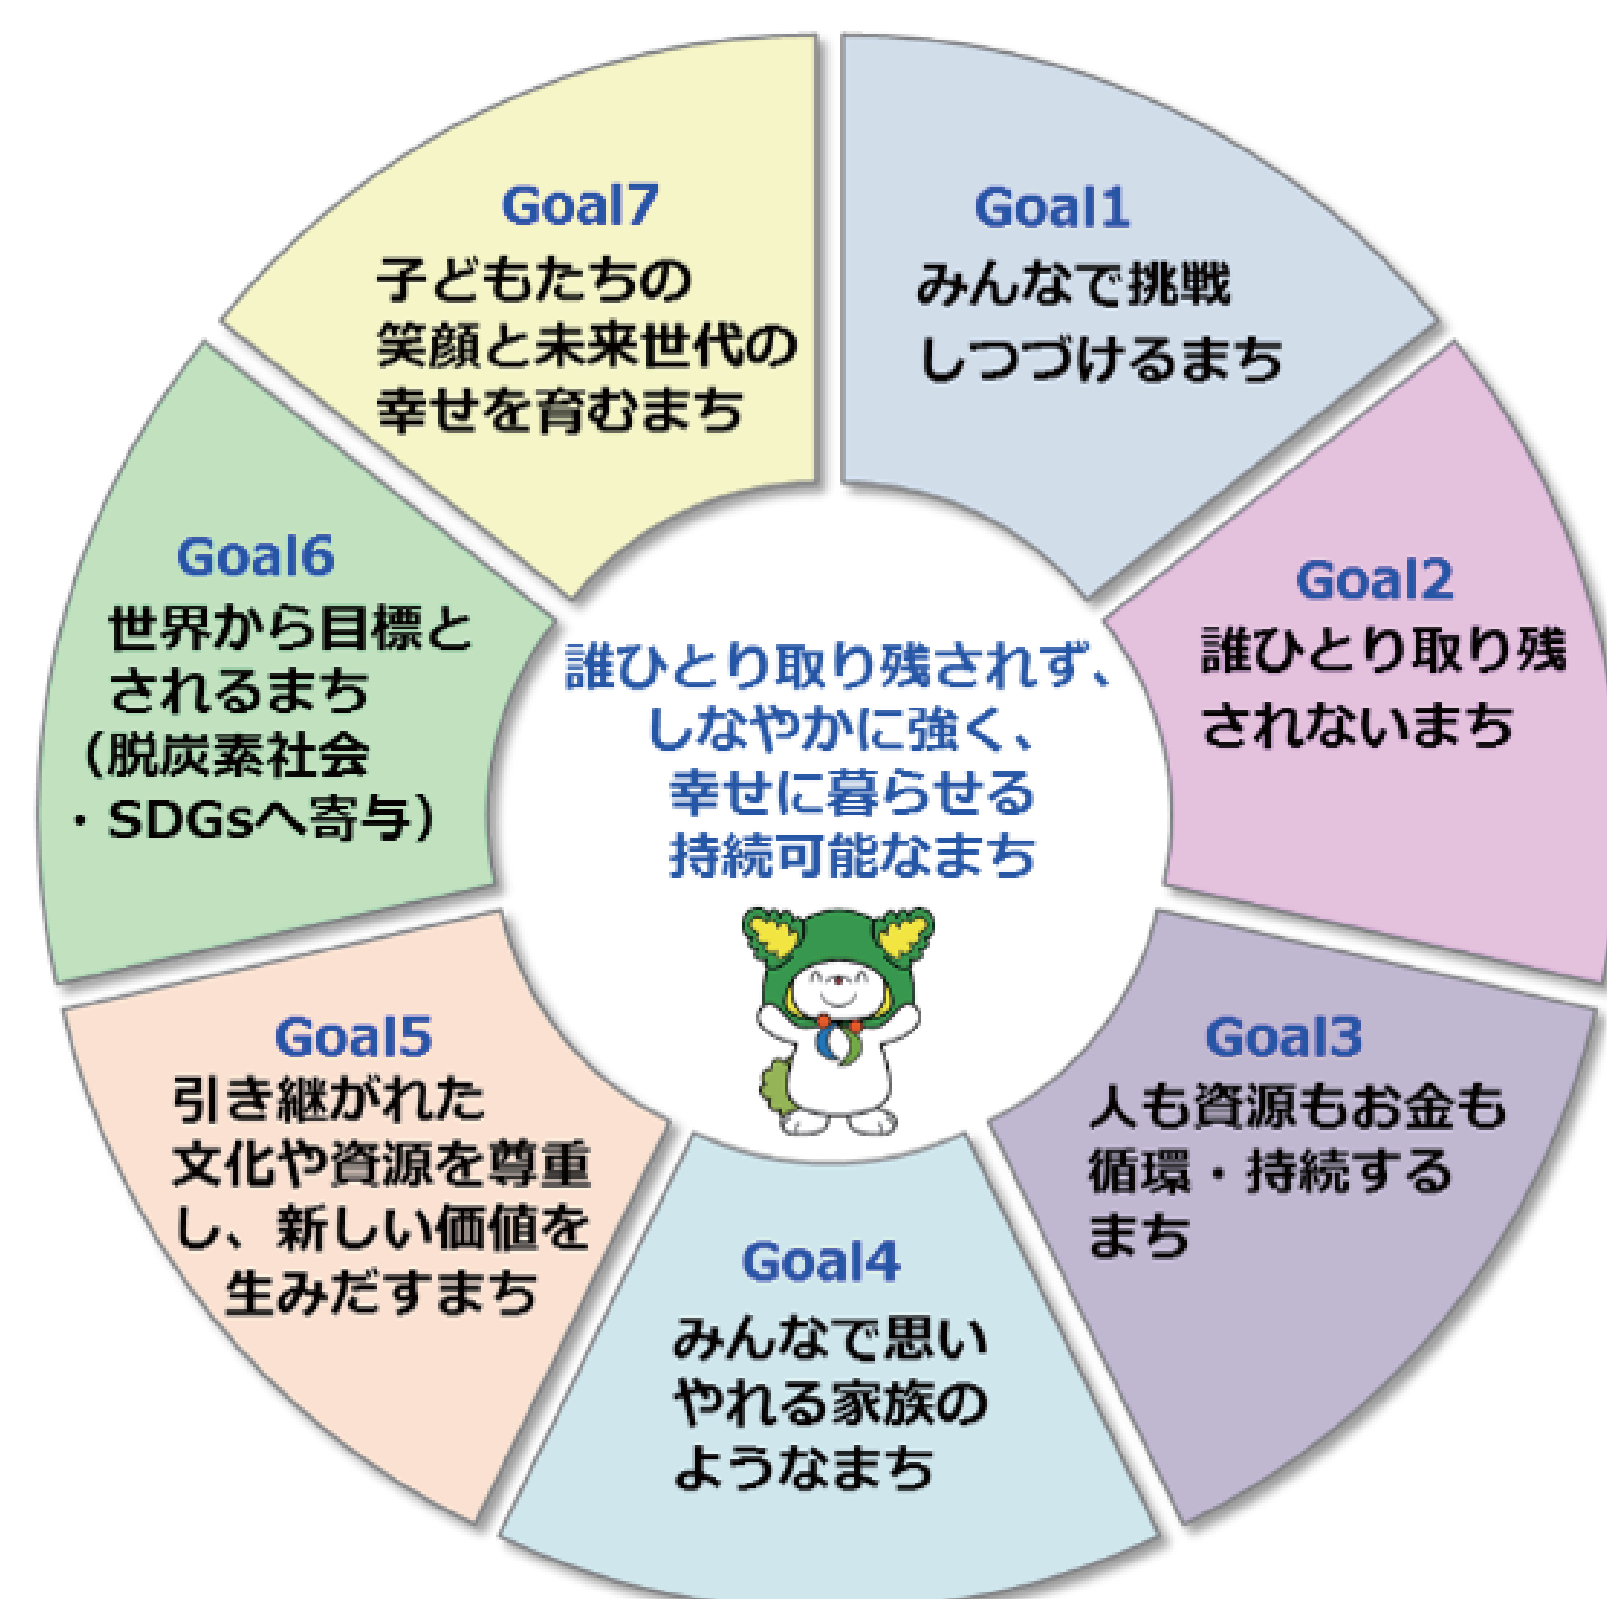 Goal1
みんなで挑戦
しつづけるまち
Goal2
誰ひとり取り残
されないまち
Goal3
人も資源もお金も
循環・持続する
まち
Goal4
みんなで思い
やれる家族の
ようなまち
Goal5
引き継がれた
文化や資源を尊重
し、新しい価値を
生みだすまち
Goal6
世界から目標と
されるまち
（脱炭素社会
・SDGsへ寄与）
Goal7
子どもたちの
笑顔と未来世代の
幸せを育むまち
誰ひとり取り残されず、
しなやかに強く、
幸せに暮らせる
持続可能なまち